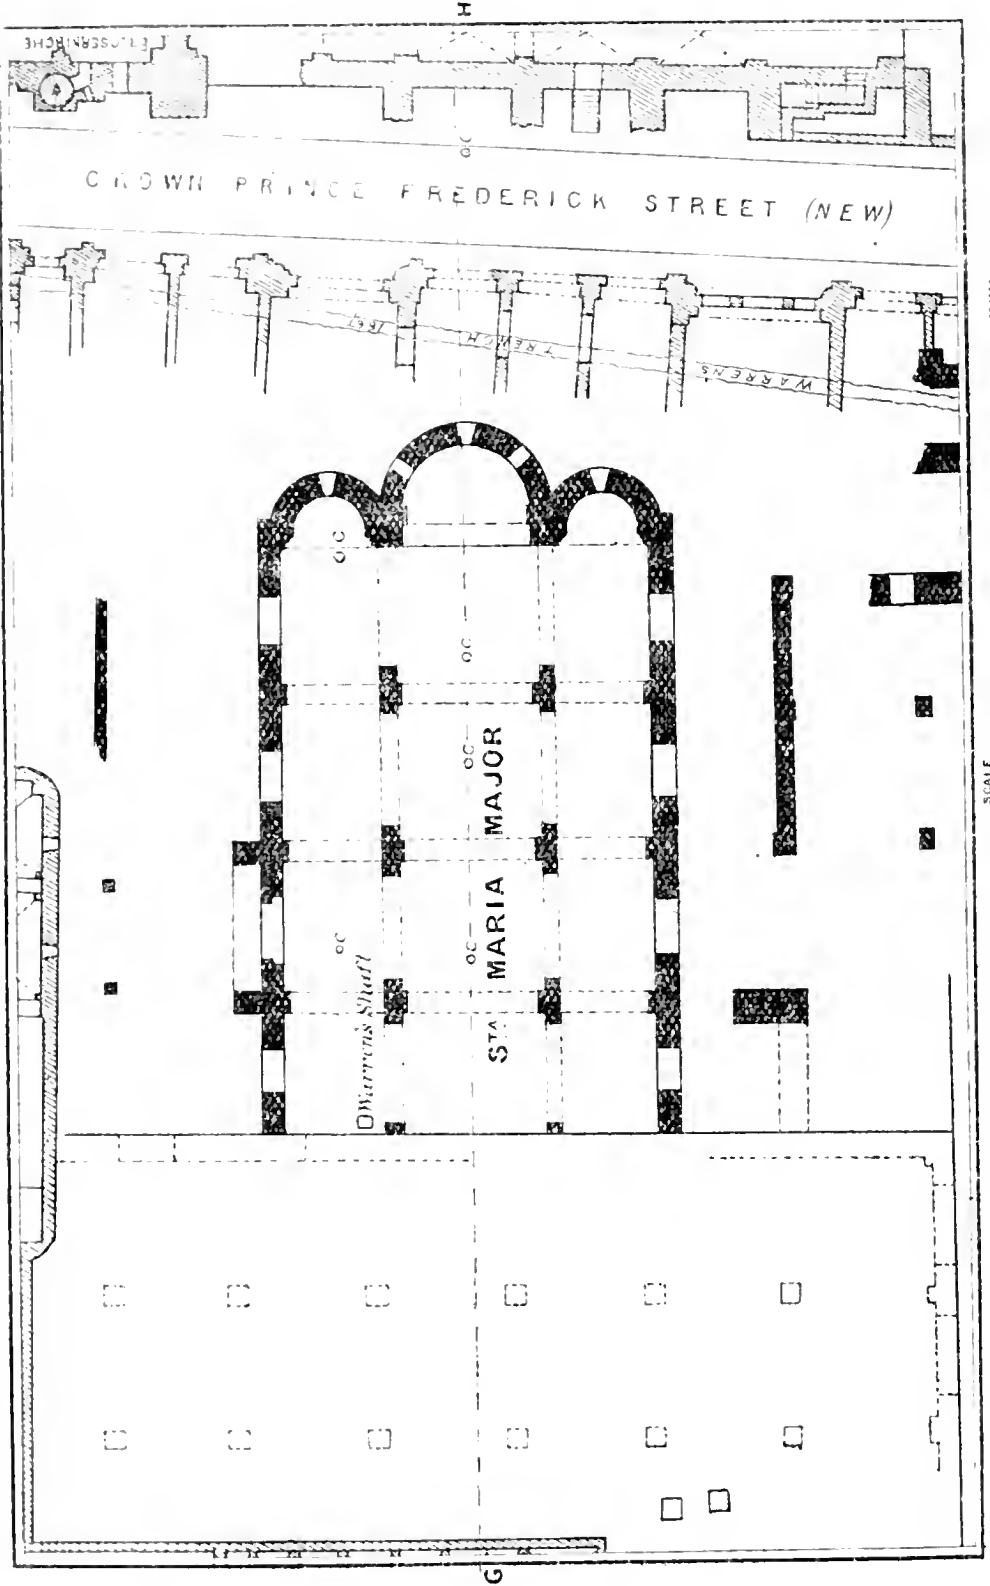 H
ERLOSERKIRCHE
OC
CROWN PRINCE FREDERICK STREET (NEW)
WARRENS TRENCH 1867
OC
OC
OC
STA MARIA MAJOR
OC
OC
Warren's Shaft
SCALE
G